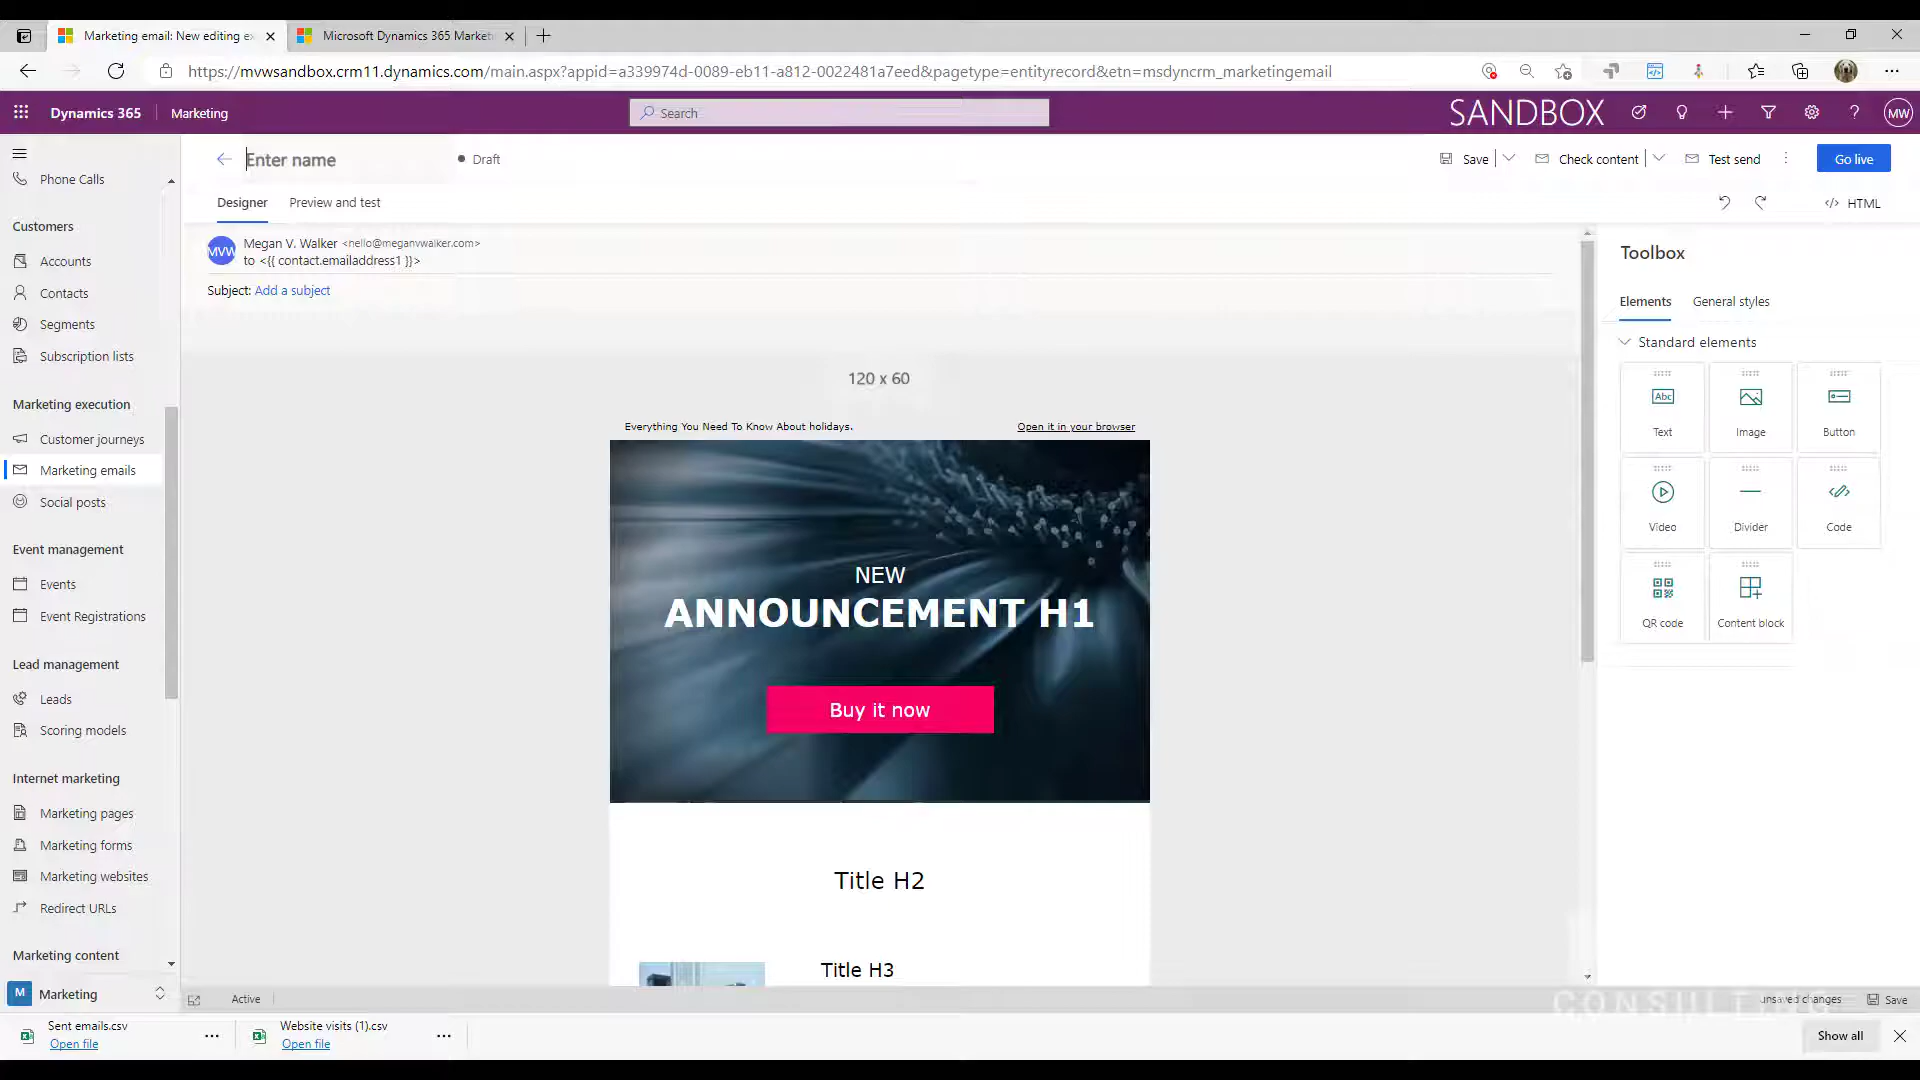 Marketing email: New editing e
Microsoft Dynamics 365 Market
https://mvwsandbox.crm11.dynamics.com/main.aspx?appid=a339974d-0089-eb11-a812-0022481a7eed&pagetype=entityrecord&etn=msdyncrm_marketingemail
Dynamics 365
Marketing
Search
SANDBOX
MW
Enter name
Draft
Save
Check content
Test send
Go live
Designer
Preview and test
HTML
MVW
Megan V. Walker <hello@meganvwalker.com>
to <{{ contact.emailaddress1 }}>
Subject: Add a subject
Phone Calls
Customers
Accounts
Contacts
Segments
Subscription lists
Marketing execution
Customer journeys
Marketing emails
Social posts
Event management
Events
Event Registrations
Lead management
Leads
Scoring models
Internet marketing
Marketing pages
Marketing forms
Marketing websites
Redirect URLs
Marketing content
M
Marketing
120 x 60
Everything You Need To Know About holidays.
Open it in your browser
NEW
ANNOUNCEMENT H1
Buy it now
Title H2
Title H3
Toolbox
Elements
General styles
Standard elements
Abc
Text
Image
Button
Video
Divider
Code
QR code
Content block
Active
unsaved changes
Save
CONSULTING
Sent emails.csv
Open file
Website visits (1).csv
Open file
Show all